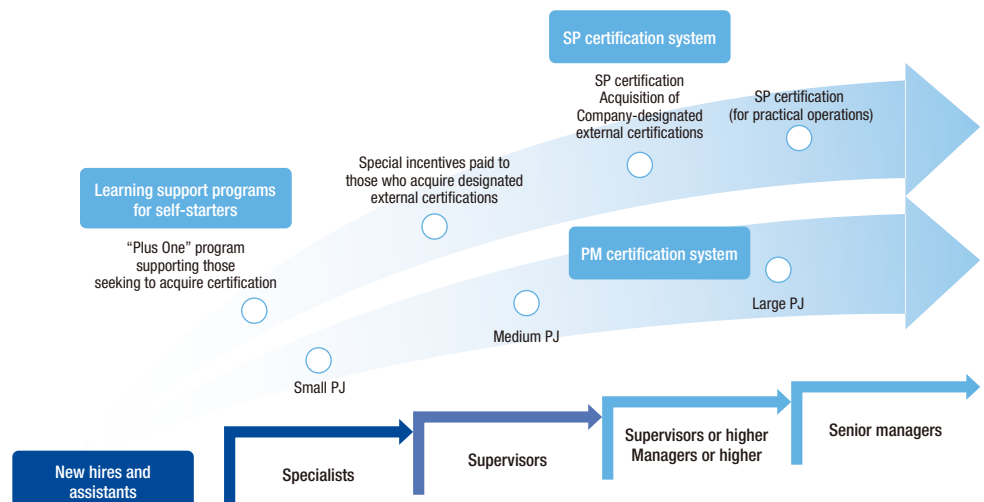 SP certification system
SP certification
Acquisition of
Company-designated
external certifications
SP certification
(for practical operations)
Special incentives paid to
those who acquire designated
external certifications
Learning support programs
for self-starters
“Plus One” program
supporting those
seeking to acquire certification
PM certification system
Large PJ
Medium PJ
Small PJ
Senior managers
Supervisors or higher
Managers or higher
Supervisors
Specialists
New hires and
assistants